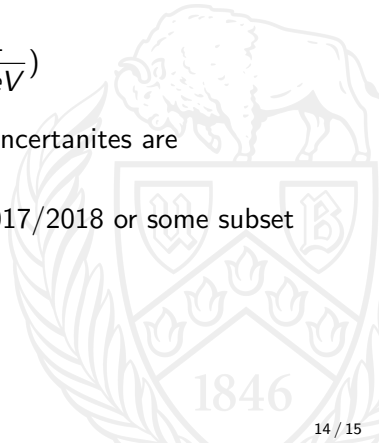 eV)
ncertanites are
017/2018 or some subset
U B
1846
14 / 15